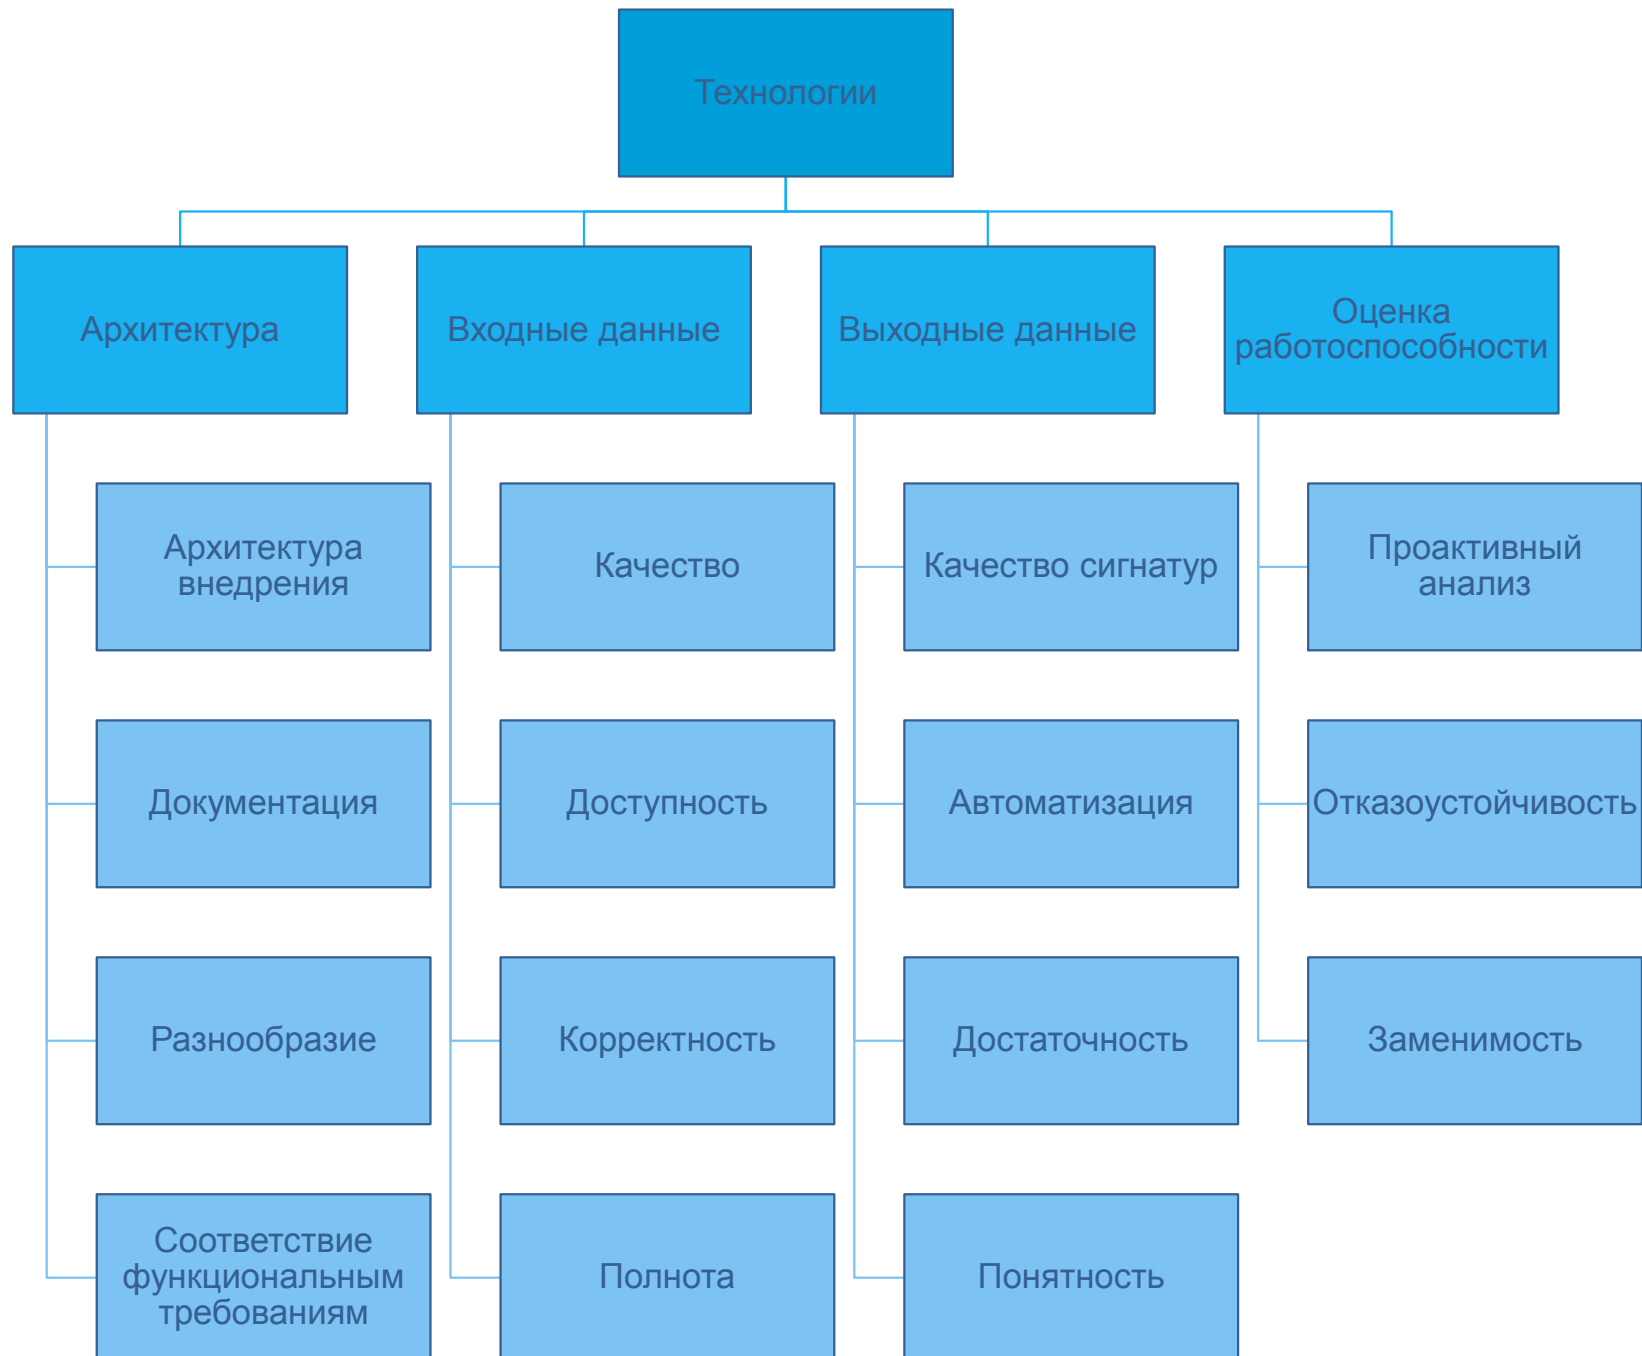 Технологии
Архитектура
Входные данные
Выходные данные
Оценка
работоспособности
Архитектура
внедрения
Качество
Качество сигнатур
Проактивный
анализ
Документация
Доступность
Автоматизация
Отказоустойчивость
Разнообразие
Корректность
Достаточность
Заменимость
Соответствие
функциональным
требованиям
Полнота
Понятность